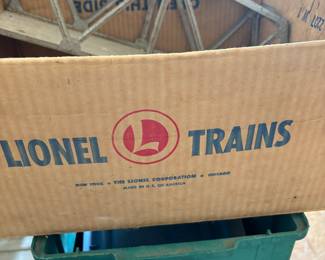 LIONEL L TRAINS
NEW YORK • THE LIONEL CORPORATION • CHICAGO
MADE IN U.S. OF AMERICA